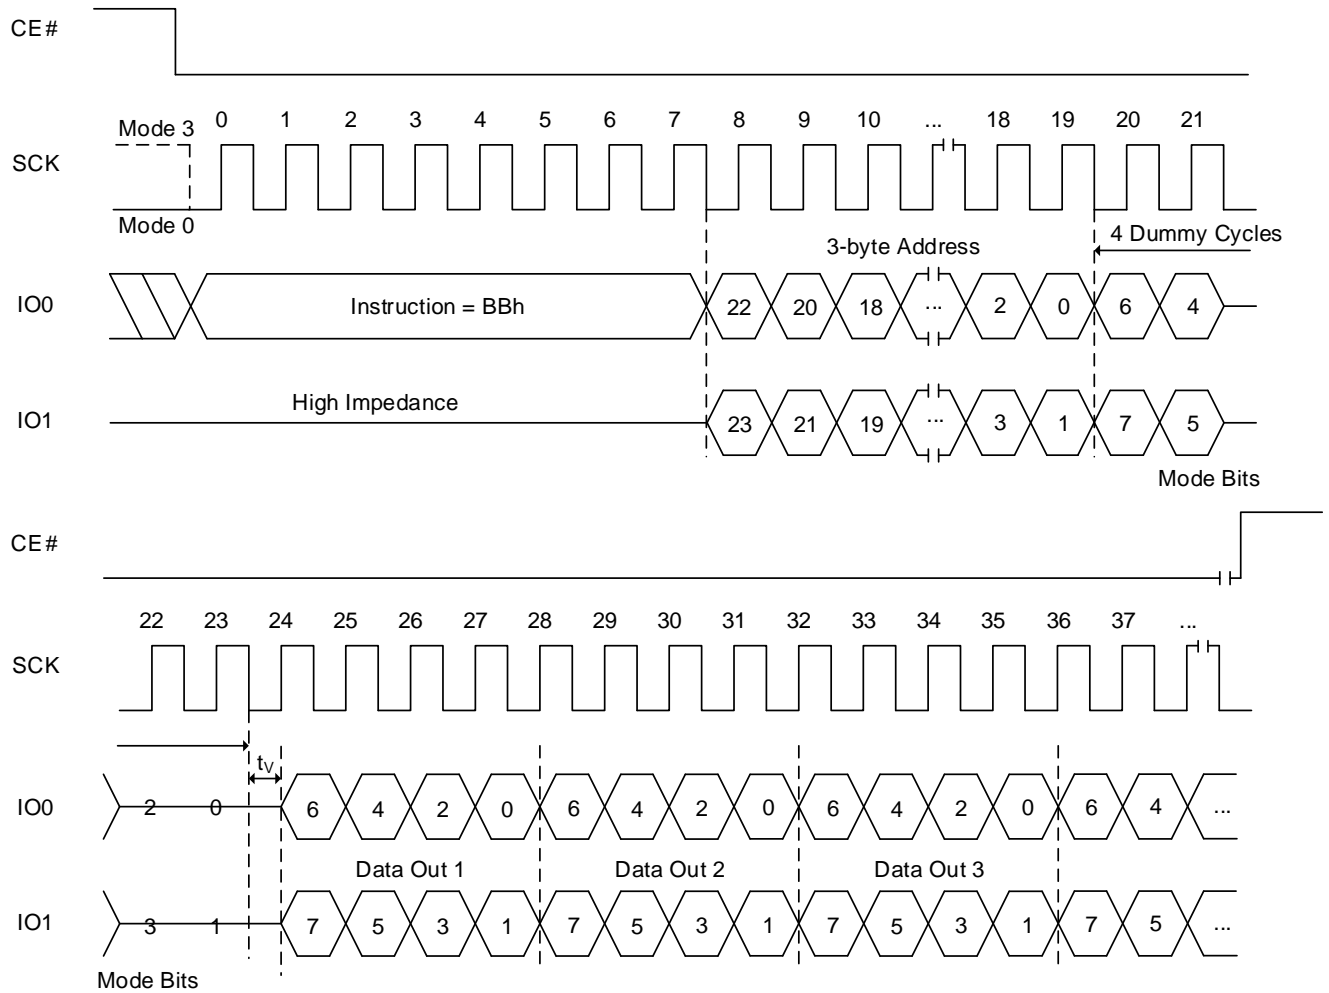 CE#
Mode 3 0 1 2 3 4 5 6 7 8 9 10 ... 18 19 20 21
SCK
Mode 0
3-byte Address
4 Dummy Cycles
IO0 Instruction = BBh 22 20 18 ... 2 0 6 4
High Impedance
IO1 23 21 19 ... 3 1 7 5
Mode Bits
CE#
22 23 24 25 26 27 28 29 30 31 32 33 34 35 36 37 ...
SCK
tV
IO0 2 0 6 4 2 0 6 4 2 0 6 4 2 0 6 4 ...
Data Out 1 Data Out 2 Data Out 3
IO1 3 1 7 5 3 1 7 5 3 1 7 5 3 1 7 5 ...
Mode Bits